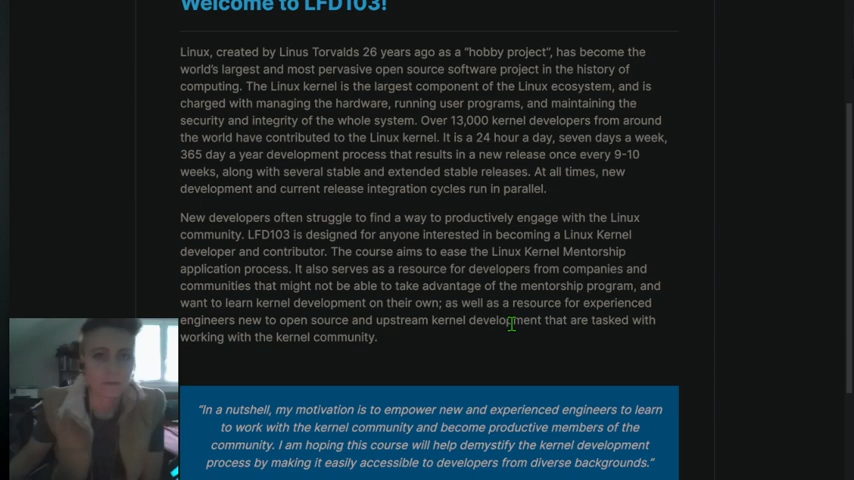 Welcome to LFD103!
Linux, created by Linus Torvalds 26 years ago as a “hobby project”, has become the
world’s largest and most pervasive open source software project in the history of
computing. The Linux kernel is the largest component of the Linux ecosystem, and is
charged with managing the hardware, running user programs, and maintaining the
security and integrity of the whole system. Over 13,000 kernel developers from around
the world have contributed to the Linux kernel. It is a 24 hour a day, seven days a week,
365 day a year development process that results in a new release once every 9-10
weeks, along with several stable and extended stable releases. At all times, new
development and current release integration cycles run in parallel.
New developers often struggle to find a way to productively engage with the Linux
community. LFD103 is designed for anyone interested in becoming a Linux Kernel
developer and contributor. The course aims to ease the Linux Kernel Mentorship
application process. It also serves as a resource for developers from companies and
communities that might not be able to take advantage of the mentorship program, and
want to learn kernel development on their own; as well as a resource for experienced
engineers new to open source and upstream kernel development that are tasked with
working with the kernel community.
“In a nutshell, my motivation is to empower new and experienced engineers to learn
to work with the kernel community and become productive members of the
community. I am hoping this course will help demystify the kernel development
process by making it easily accessible to developers from diverse backgrounds.”